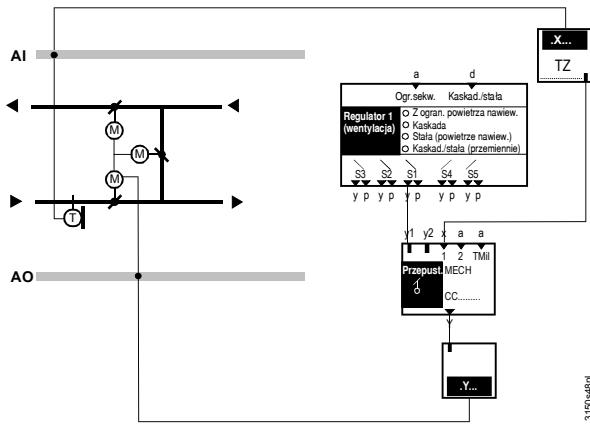 AI
.X...
TZ
a d
Ogr.sekw. Kaskad./stała
Regulator 1
(wentylacja)
Z ogran. powietrza nawiew.
Kaskada
Stała (powietrze nawiew.)
Kaskad./stała (przemiennie)
S3 S2 S1 S4 S5
y p y p y p y p y p
M
M
M
T
y1 y2 x a a
1 2 TMil
Przepust. MECH
CC.........
AO
y
.Y...